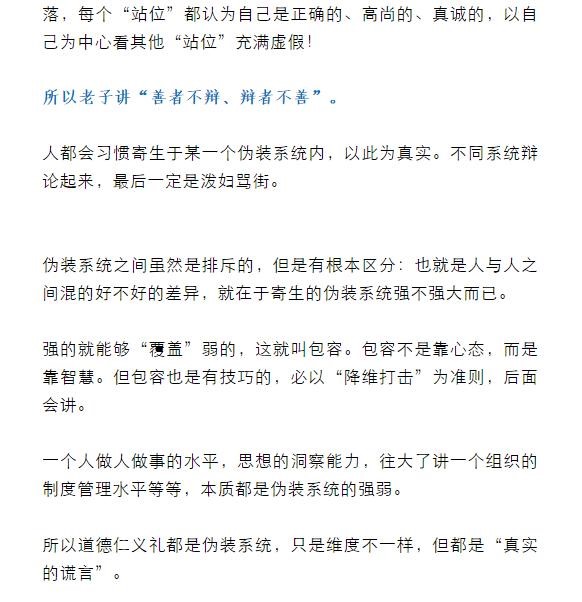 落，每个“站位”都认为自己是正确的、高尚的、真诚的，以自
己为中心看其他“站位”充满虚假！
所以老子讲“善者不辩、辩者不善”。
人都会习惯寄生于某一个伪装系统内，以此为真实。不同系统辩
论起来，最后一定是泼妇骂街。
伪装系统之间虽然是排斥的，但是有根本区分：也就是人与人之
间混的好不好的差异，就在于寄生的伪装系统强不强大而已。
强的就能够“覆盖”弱的，这就叫包容。包容不是靠心态，而是
靠智慧。但包容也是有技巧的，必以“降维打击”为准则，后面
会讲。
一个人做人做事的水平，思想的洞察能力，往大了讲一个组织的
制度管理水平等等，本质都是伪装系统的强弱。
所以道德仁义礼都是伪装系统，只是维度不一样，但都是“真实
的谎言”。